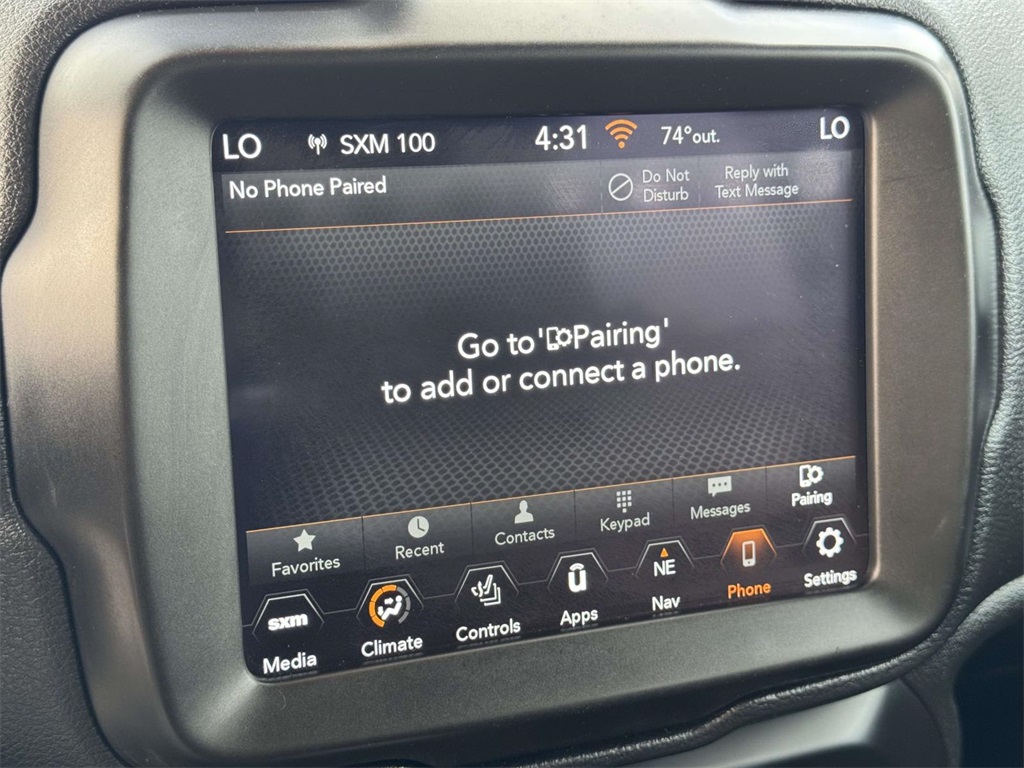 LO SXM 100 4:31 74°out. LO
No Phone Paired
Do Not
Disturb
Reply with
Text Message
Go to 'Pairing'
to add or connect a phone.
Favorites Recent Contacts Keypad Messages Pairing
sxm
NE
Media Climate Controls Apps Nav Phone Settings